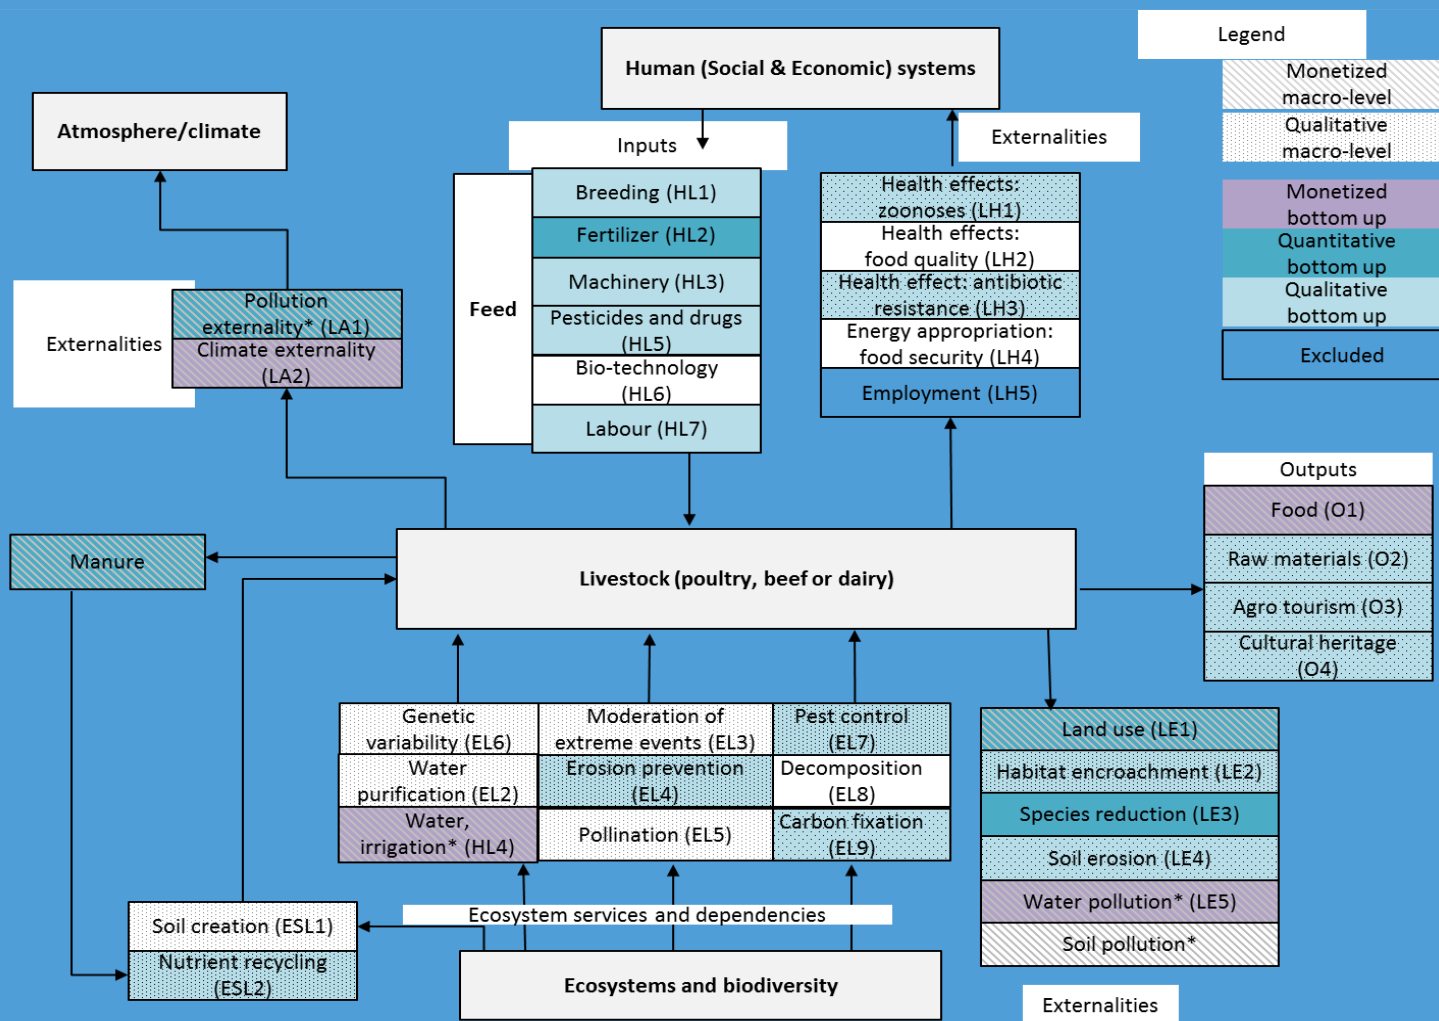 Human (Social & Economic) systems
Legend
Monetized
macro-level
Qualitative
macro-level
Monetized
bottom up
Quantitative
bottom up
Qualitative
bottom up
Excluded
Atmosphere/climate
Inputs
Externalities
Feed
Breeding (HL1)
Fertilizer (HL2)
Machinery (HL3)
Pesticides and drugs
(HL5)
Bio-technology
(HL6)
Labour (HL7)
Health effects:
zoonoses (LH1)
Health effects:
food quality (LH2)
Health effect: antibiotic
resistance (LH3)
Energy appropriation:
food security (LH4)
Employment (LH5)
Externalities
Pollution
externality* (LA1)
Climate externality
(LA2)
Outputs
Food (O1)
Raw materials (O2)
Agro tourism (O3)
Cultural heritage
(O4)
Manure
Livestock (poultry, beef or dairy)
Genetic
variability (EL6)
Water
purification (EL2)
Water,
irrigation* (HL4)
Moderation of
extreme events (EL3)
Erosion prevention
(EL4)
Pollination (EL5)
Pest control
(EL7)
Decomposition
(EL8)
Carbon fixation
(EL9)
Land use (LE1)
Habitat encroachment (LE2)
Species reduction (LE3)
Soil erosion (LE4)
Water pollution* (LE5)
Soil pollution*
Soil creation (ESL1)
Nutrient recycling
(ESL2)
Ecosystem services and dependencies
Ecosystems and biodiversity
Externalities